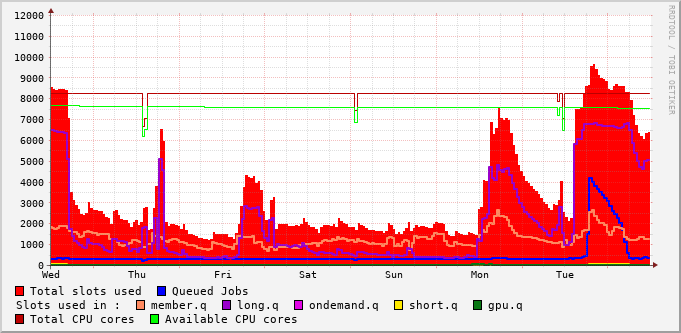 12000
11000
10000
9000
8000
7000
6000
5000
4000
3000
2000
1000
0
Wed Thu Fri Sat Sun Mon Tue
RRDTOOL / TOBI OETIKER
Total slots used Queued Jobs
Slots used in : member.q long.q ondemand.q short.q gpu.q
Total CPU cores Available CPU cores